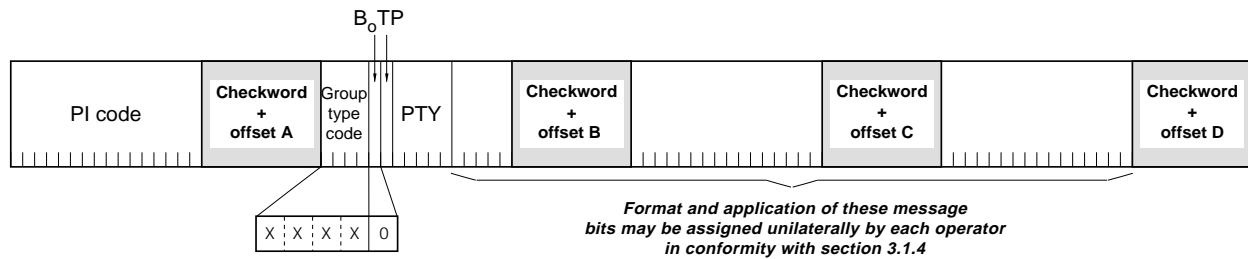 BoTP
PI code
Checkword
+
offset A
Group
type
code
PTY
Checkword
+
offset B
Checkword
+
offset C
Checkword
+
offset D
X X X X 0
Format and application of these message
bits may be assigned unilaterally by each operator
in conformity with section 3.1.4